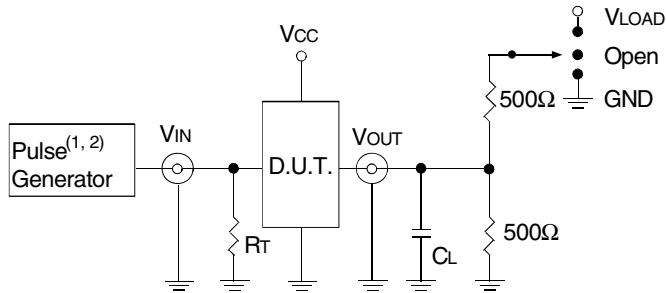 VLOAD
VCC
Open
500Ω
GND
Pulse(1, 2)
Generator
VIN
D.U.T.
VOUT
RT
CL
500Ω